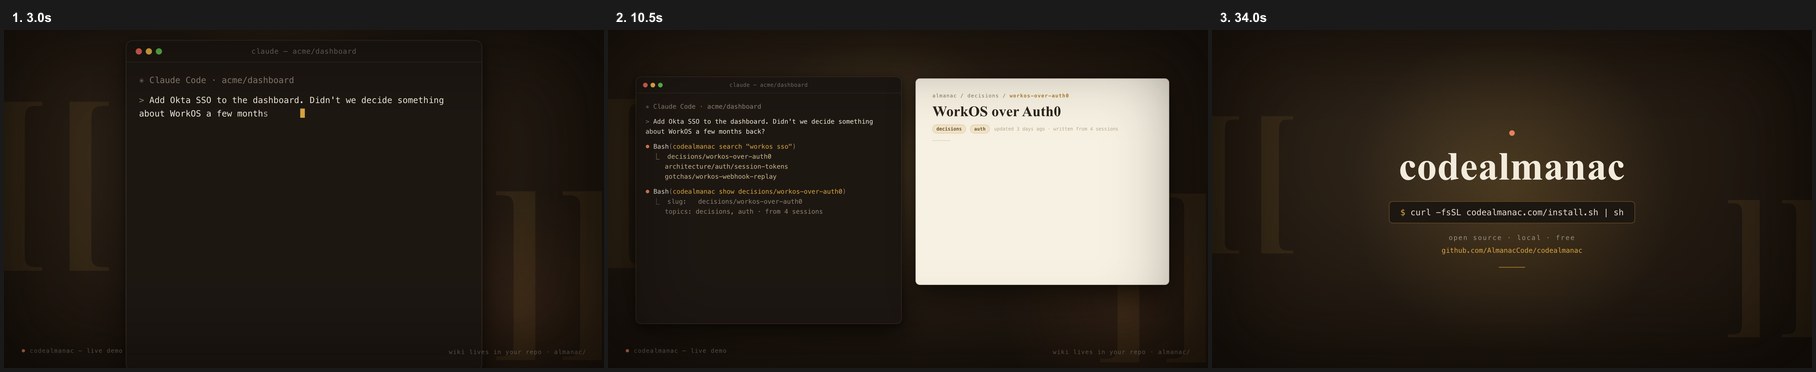 1. 3.0s
claude — acme/dashboard
✳ Claude Code · acme/dashboard
> Add Okta SSO to the dashboard. Didn't we decide something
about WorkOS a few months
codealmanac — live demo
wiki lives in your repo · almanac/
2. 10.5s
claude — acme/dashboard
✳ Claude Code · acme/dashboard
> Add Okta SSO to the dashboard. Didn't we decide something
about WorkOS a few months back?
Bash(codealmanac search "workos sso")
decisions/workos-over-auth0
architecture/auth/session-tokens
gotchas/workos-webhook-replay
Bash(codealmanac show decisions/workos-over-auth0)
slug: decisions/workos-over-auth0
topics: decisions, auth · from 4 sessions
almanac / decisions / workos-over-auth0
WorkOS over Auth0
decisions auth updated 3 days ago · written from 4 sessions
codealmanac — live demo
wiki lives in your repo · almanac/
3. 34.0s
codealmanac
$ curl -fsSL codealmanac.com/install.sh | sh
open source · local · free
github.com/AlmanacCode/codealmanac